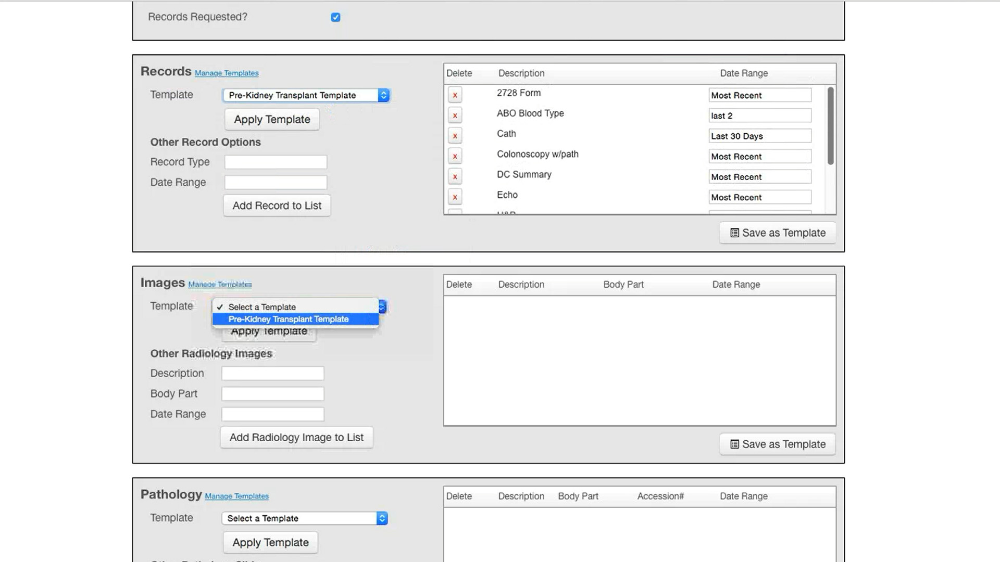 Records Requested?
Records Manage Templates
Template Pre-Kidney Transplant Template
Apply Template
Other Record Options
Record Type
Date Range
Add Record to List
Delete Description Date Range
x 2728 Form Most Recent
x ABO Blood Type last 2
x Cath Last 30 Days
x Colonoscopy w/path Most Recent
x DC Summary Most Recent
x Echo Most Recent
Save as Template
Images Manage Templates
Template ✓ Select a Template
Pre-Kidney Transplant Template
Apply Template
Other Radiology Images
Description
Body Part
Date Range
Add Radiology Image to List
Delete Description Body Part Date Range
Save as Template
Pathology Manage Templates
Template Select a Template
Apply Template
Delete Description Body Part Accession# Date Range